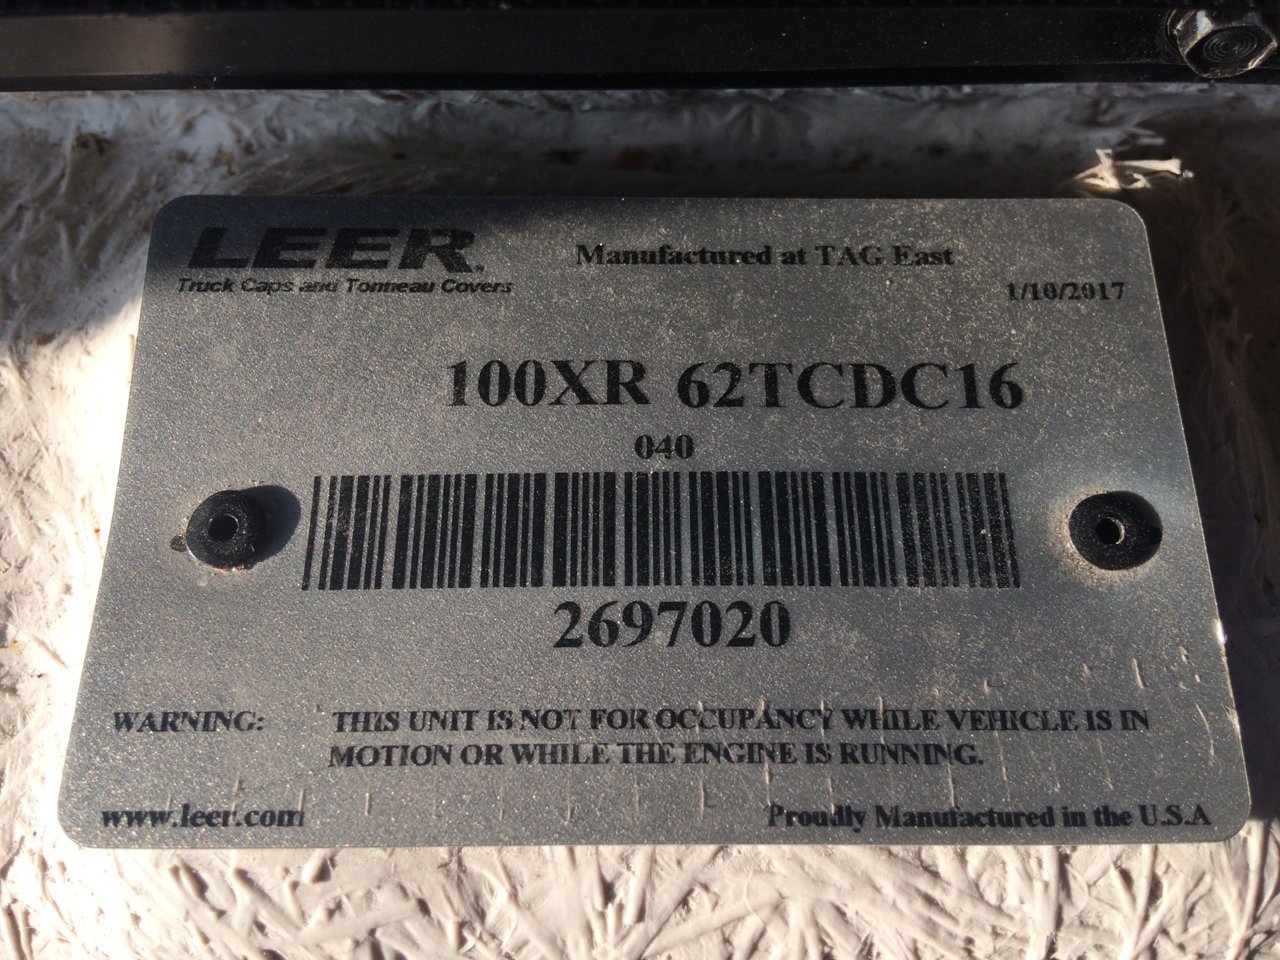 LEER.
Truck Caps and Tonneau Covers
Manufactured at TAG East
1/10/2017
100XR 62TCDC16
040
2697020
WARNING: THIS UNIT IS NOT FOR OCCUPANCY WHILE VEHICLE IS IN
MOTION OR WHILE THE ENGINE IS RUNNING.
www.leer.com
Proudly Manufactured in the U.S.A